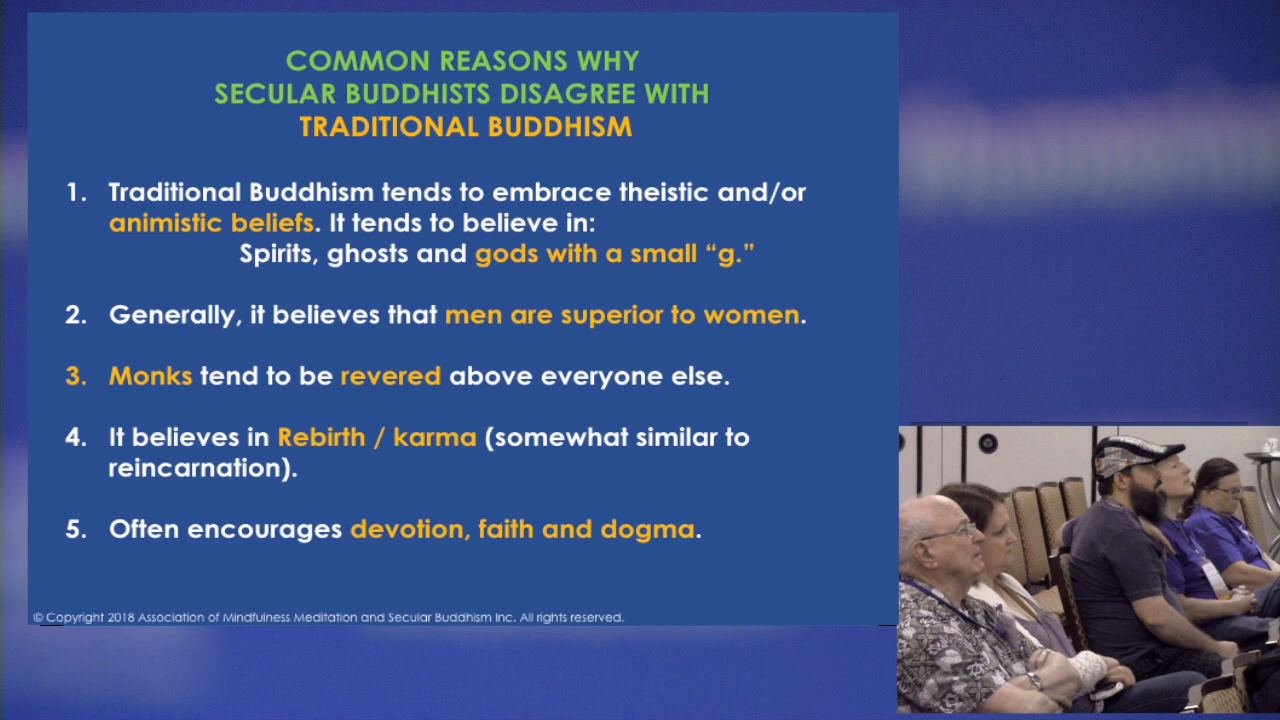 COMMON REASONS WHY
SECULAR BUDDHISTS DISAGREE WITH
TRADITIONAL BUDDHISM
1. Traditional Buddhism tends to embrace theistic and/or
animistic beliefs. It tends to believe in:
Spirits, ghosts and gods with a small “g.”
2. Generally, it believes that men are superior to women.
3. Monks tend to be revered above everyone else.
4. It believes in Rebirth / karma (somewhat similar to
reincarnation).
5. Often encourages devotion, faith and dogma.
© Copyright 2018 Association of Mindfulness Meditation and Secular Buddhism Inc. All rights reserved.